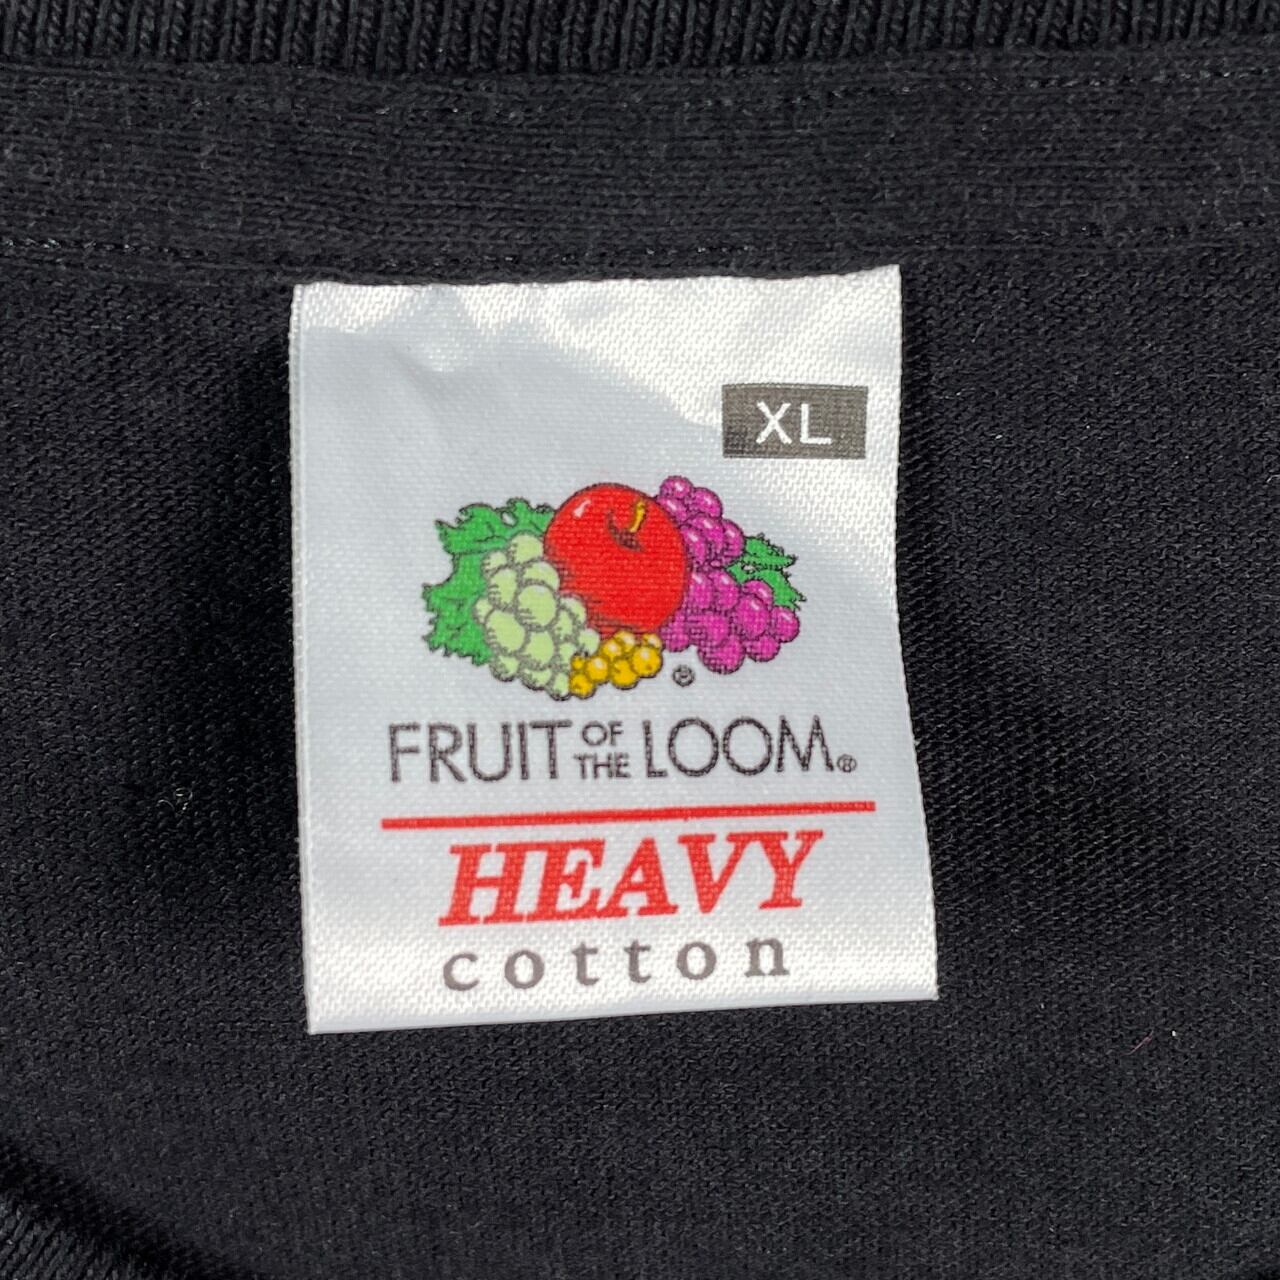 XL
®
FRUIT OF THE LOOM®
HEAVY
cotton